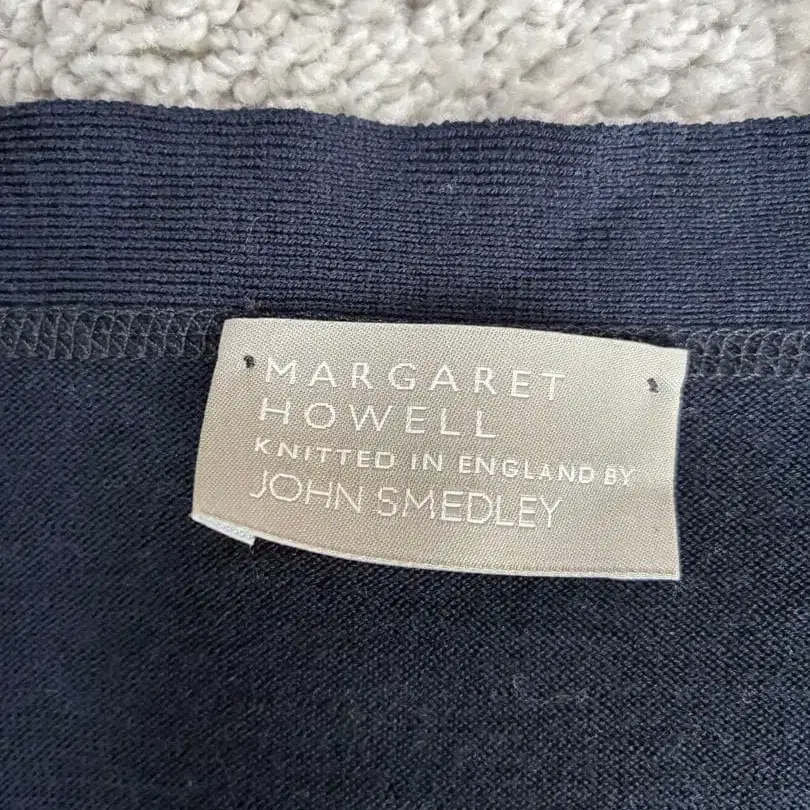 MARGARET
HOWELL
KNITTED IN ENGLAND BY
JOHN SMEDLEY